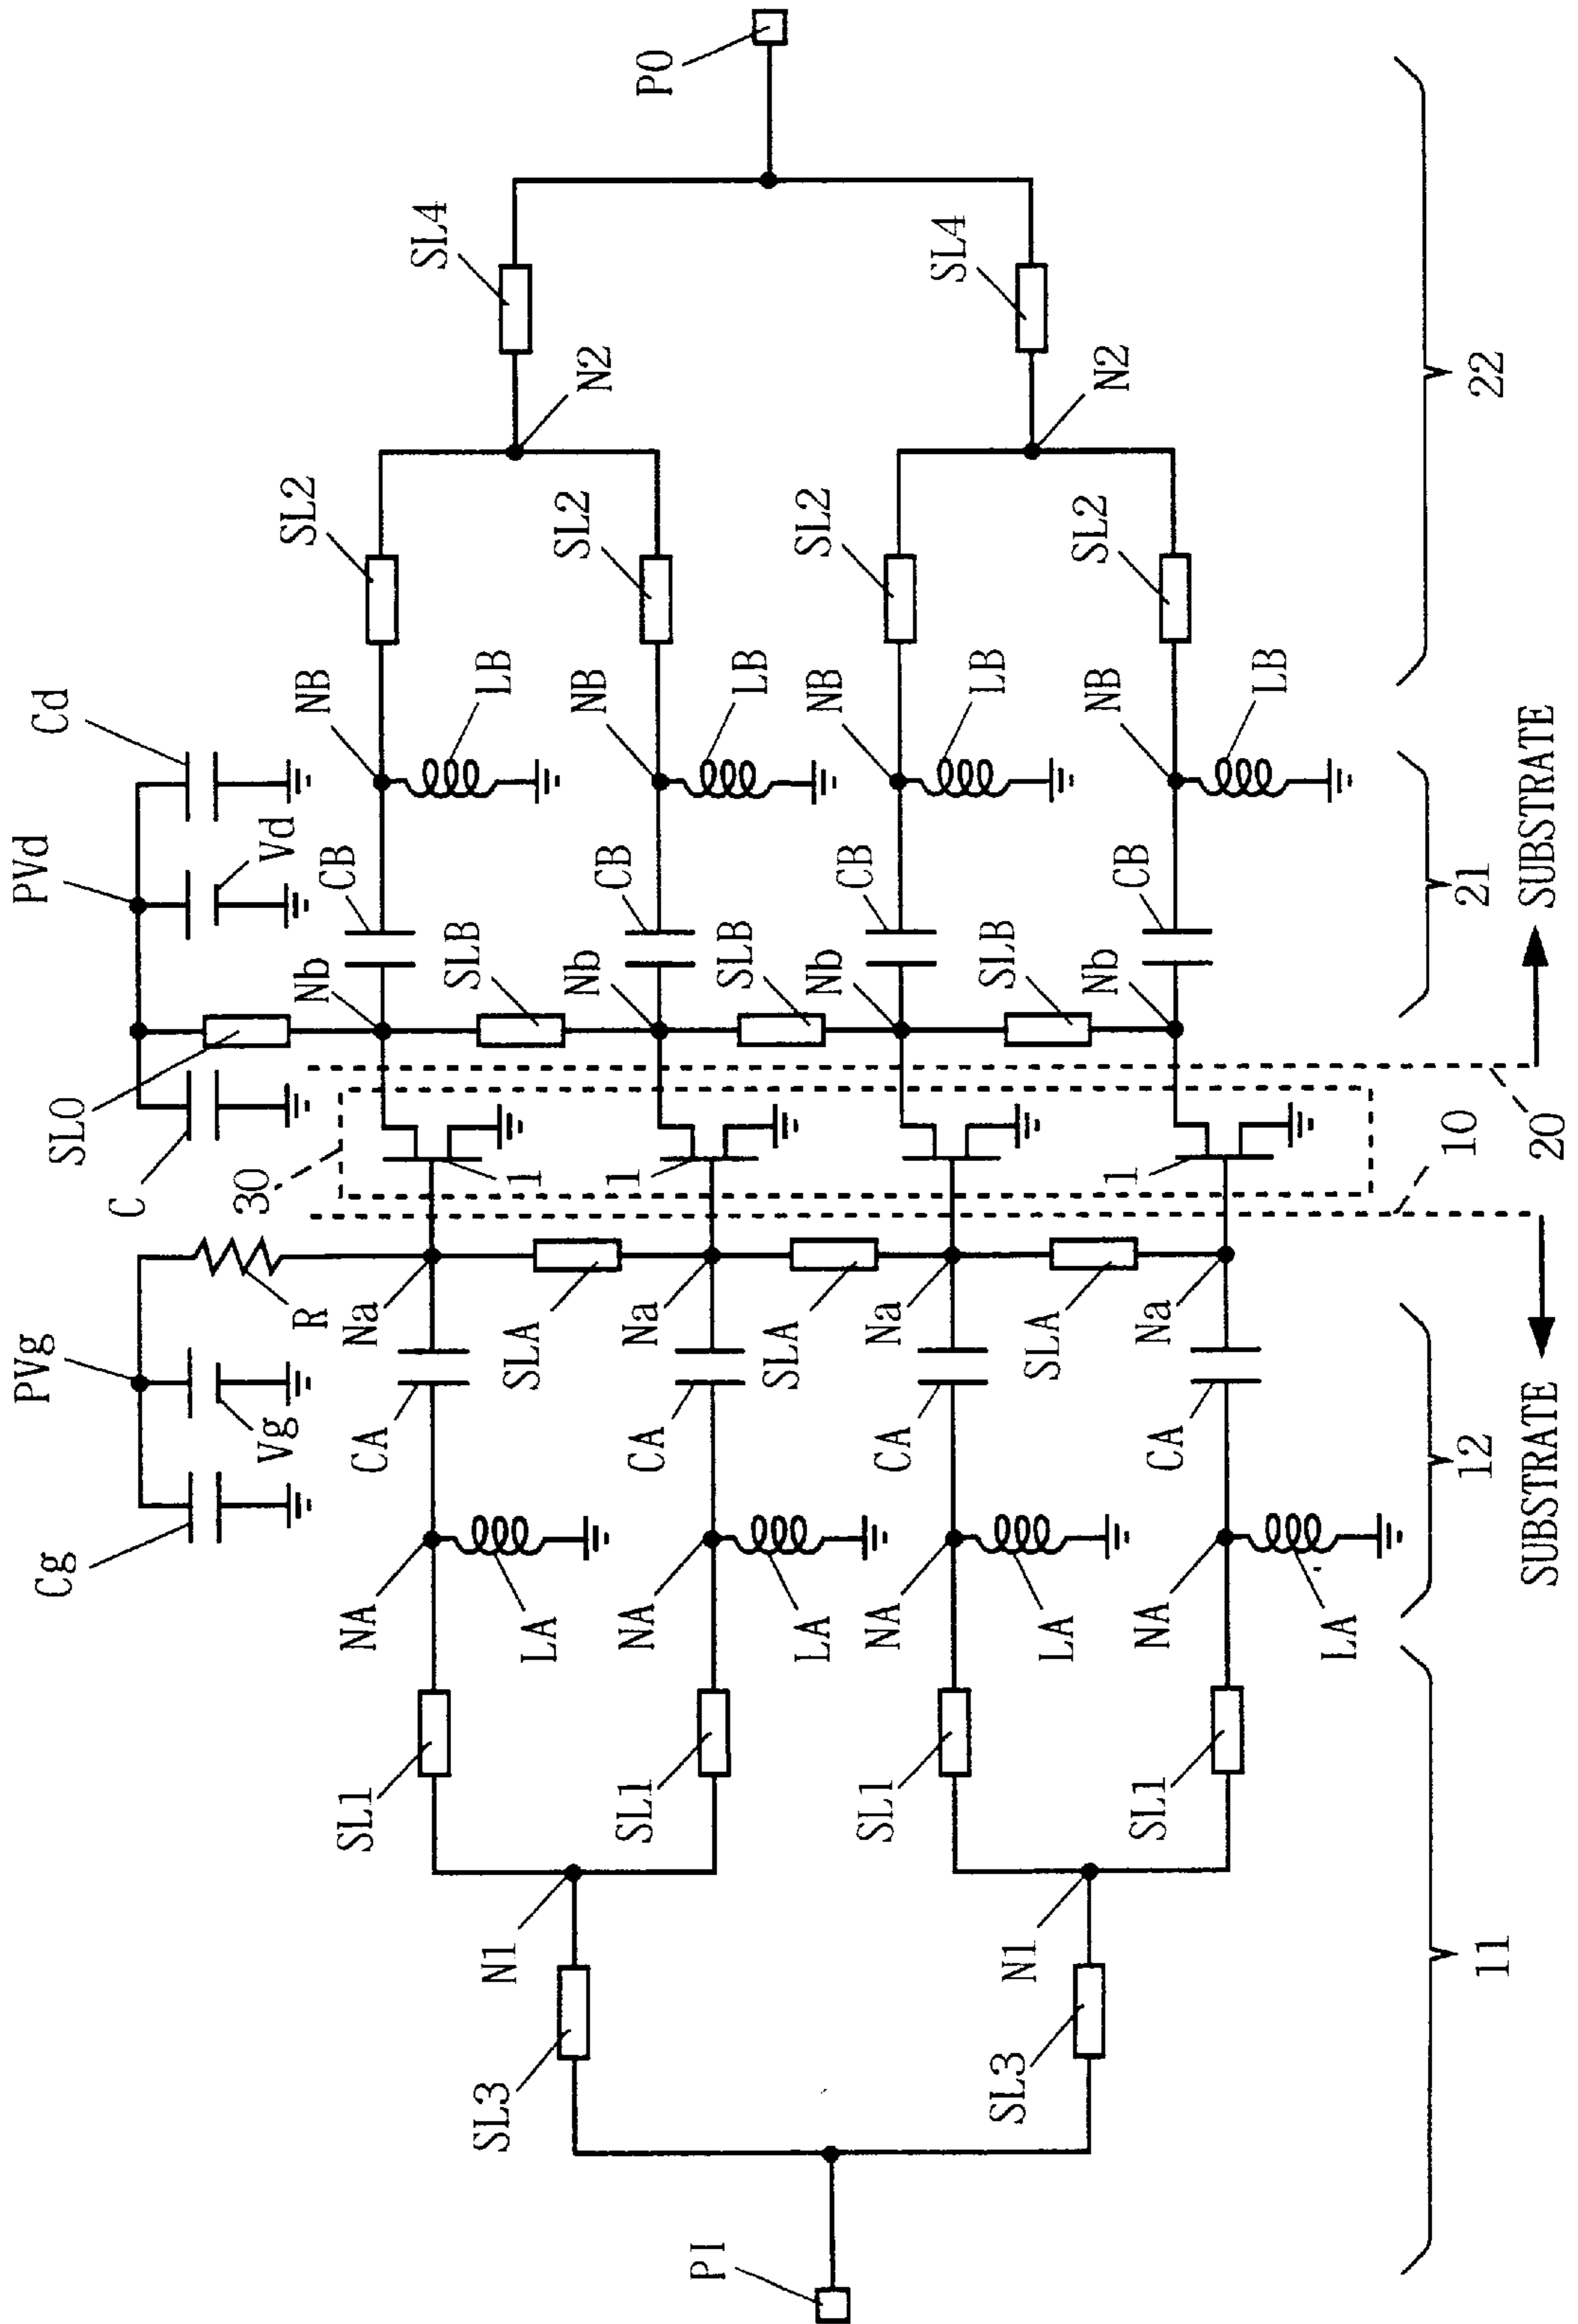 PVg
PVd
Cg
Cd
Vg
R
C
SL0
Vd
30
SL1
NA
CA
Na
Nb
CB
NB
SL2
SL4
LA
SLA
1
SLB
LB
N1
SL3
N2
SL1
NA
CA
Na
1
Nb
CB
NB
SL2
PI
PO
LA
SLA
SLB
LB
SL1
NA
CA
Na
Nb
CB
NB
SL2
SL4
LA
SLA
SLB
LB
N1
SL3
N2
SL1
NA
CA
Na
1
Nb
CB
NB
SL2
LA
LB
11
12
10
20
21
22
SUBSTRATE
SUBSTRATE